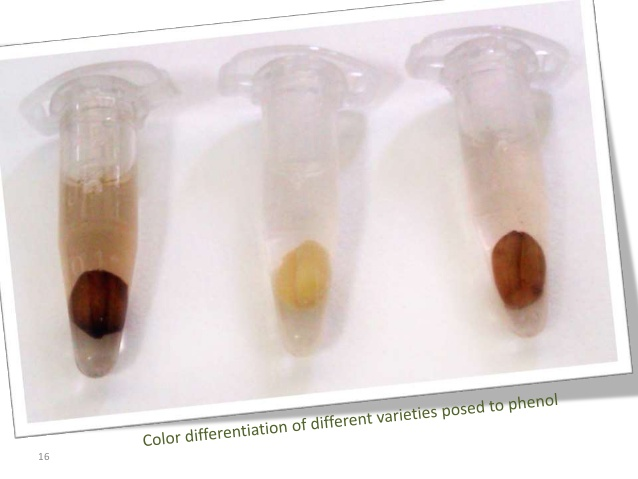 Color differentiation of different varieties posed to phenol
16